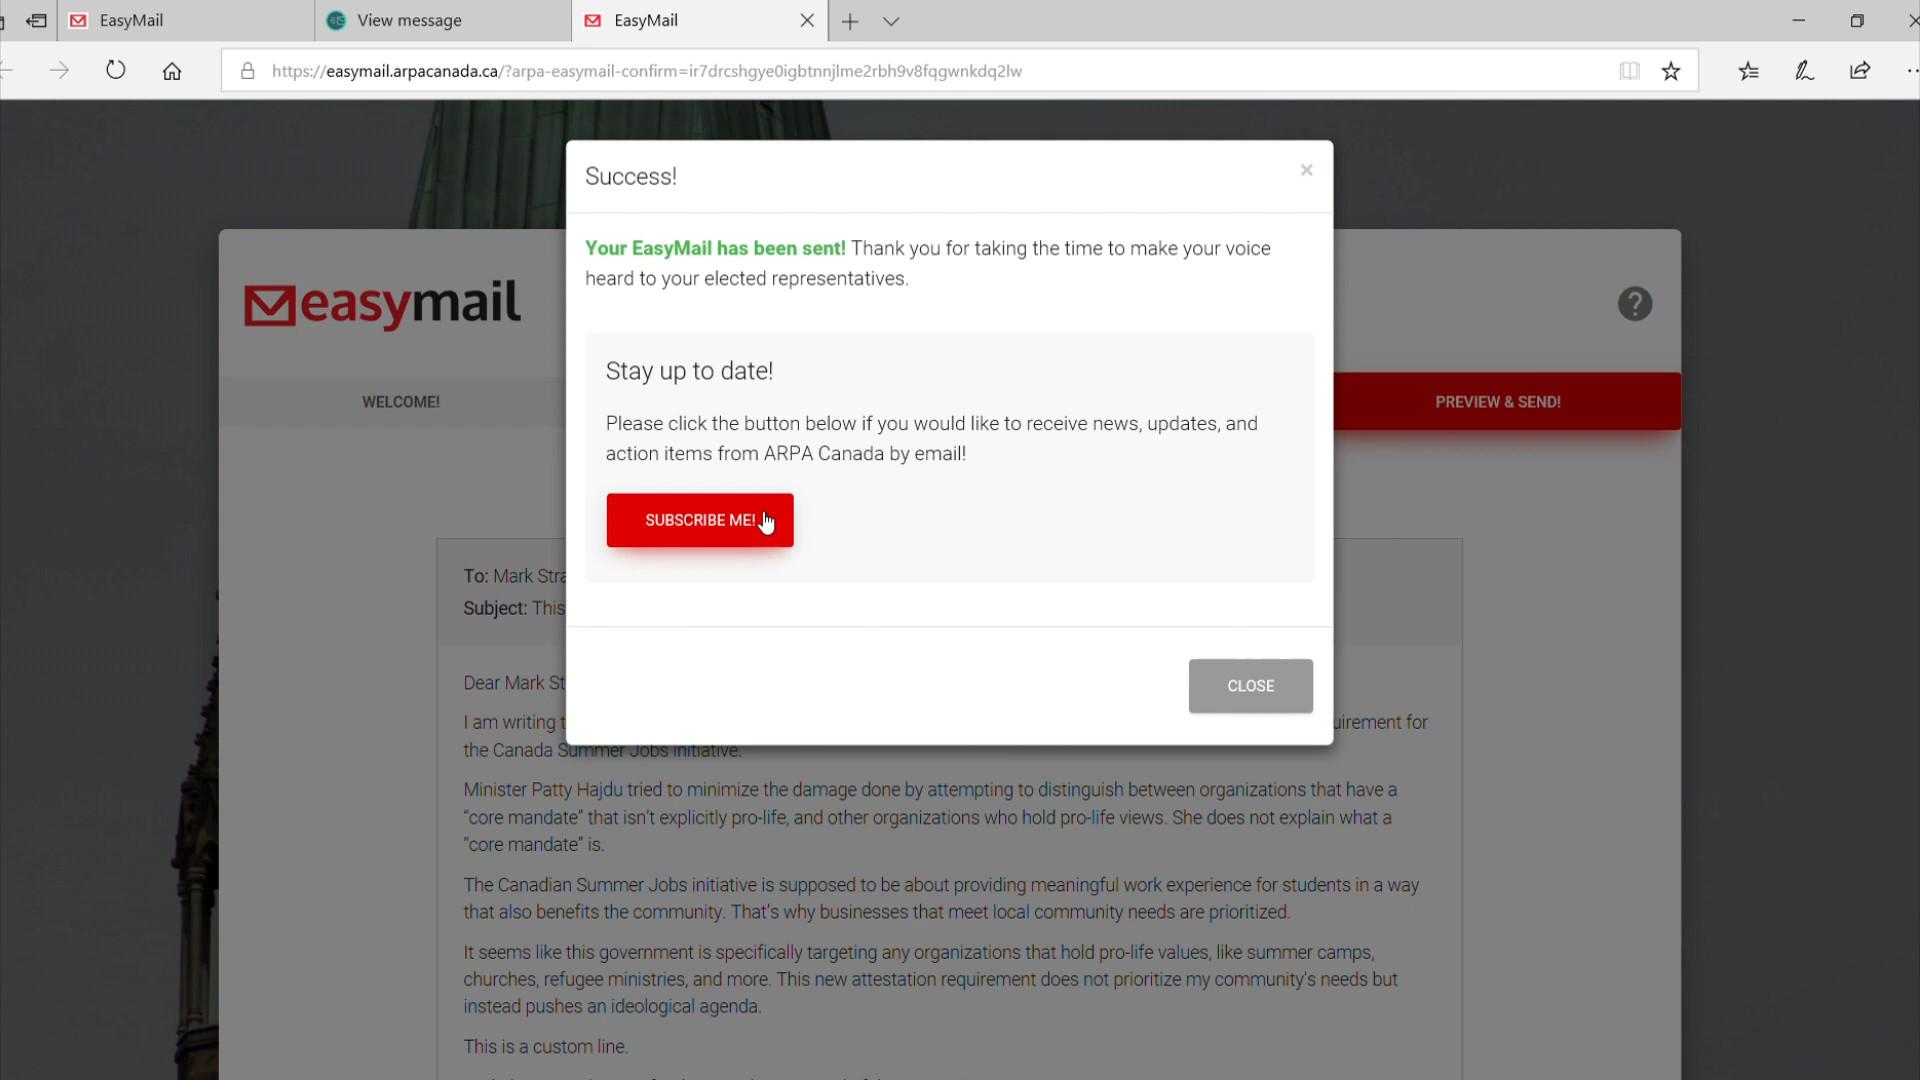 EasyMail
View message
EasyMail
https://easymail.arpacanada.ca/?arpa-easymail-confirm=ir7drcshgye0igbtnnjlme2rbh9v8fqgwnkdq2lw
Success!
×
Your EasyMail has been sent! Thank you for taking the time to make your voice
heard to your elected representatives.
easymail
?
Stay up to date!
WELCOME!
PREVIEW & SEND!
Please click the button below if you would like to receive news, updates, and
action items from ARPA Canada by email!
SUBSCRIBE ME!
To: Mark
Subject: This
CLOSE
Dear Mark
I am writing
for
the Canada Summer Jobs initiative.
Minister Patty Hajdu tried to minimize the damage done by attempting to distinguish between organizations that have a
“core mandate” that isn’t explicitly pro-life, and other organizations who hold pro-life views. She does not explain what a
“core mandate” is.
The Canadian Summer Jobs initiative is supposed to be about providing meaningful work experience for students in a way
that also benefits the community. That’s why businesses that meet local community needs are prioritized.
It seems like this government is specifically targeting any organizations that hold pro-life values, like summer camps,
churches, refugee ministries, and more. This new attestation requirement does not prioritize my community’s needs but
instead pushes an ideological agenda.
This is a custom line.